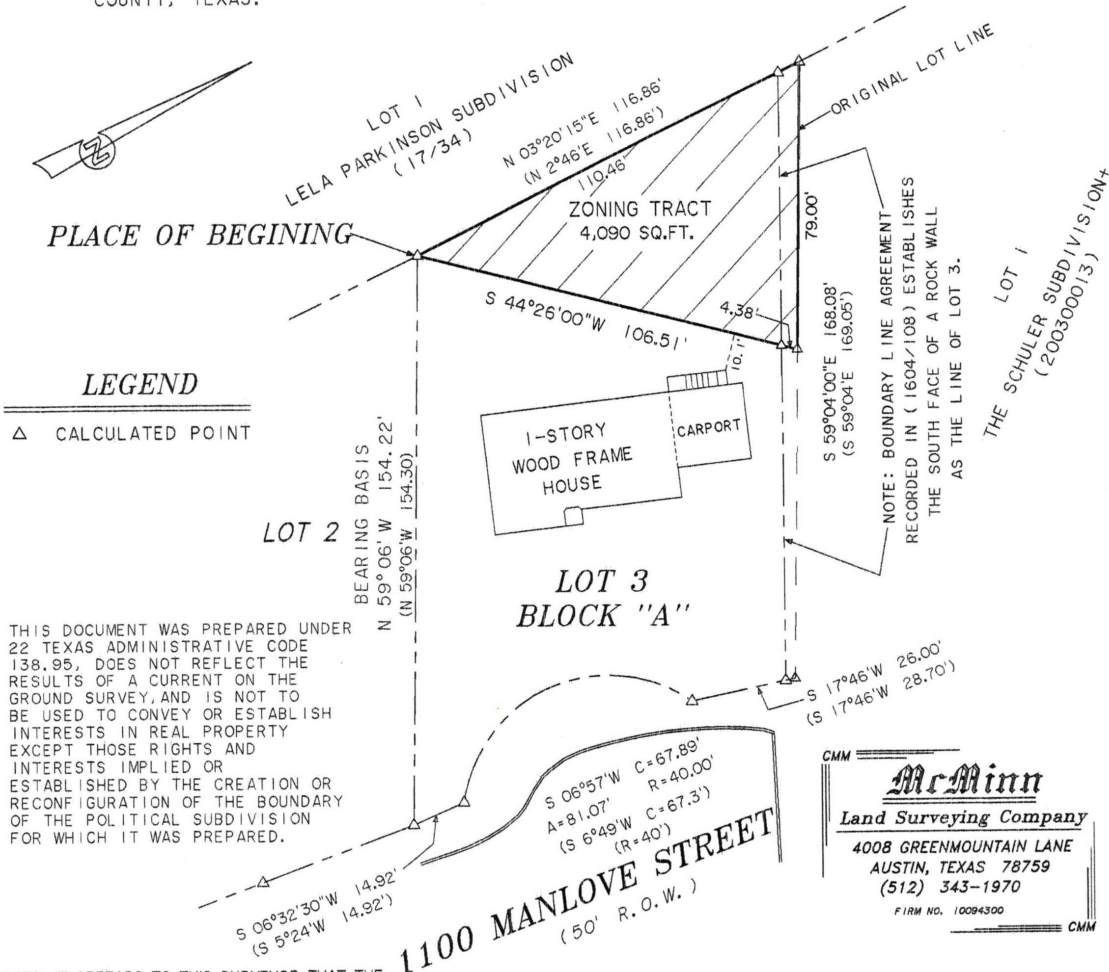 COUNTY, TEXAS.
LOT 1
LELA PARKINSON SUBDIVISION
(17/34)
N 03°20'15"E 116.86'
(N 2°46'E 116.86')
110.46'
ORIGINAL LOT LINE
ZONING TRACT
4,090 SQ.FT.
79.00'
PLACE OF BEGINING
S 44°26'00"W 106.51'
4.38'
10.1'
S 59°04'00"E 168.08'
(S 59°04'E 169.05')
NOTE: BOUNDARY LINE AGREEMENT
RECORDED IN (1604/108) ESTABLISHES
THE SOUTH FACE OF A ROCK WALL
AS THE LINE OF LOT 3.
LOT 1
THE SCHULER SUBDIVISION+
(200300013)
LEGEND
△ CALCULATED POINT
1-STORY
WOOD FRAME
HOUSE
CARPORT
BEARING BASIS
N 59°06'W 154.22'
(N 59°06'W 154.30)
LOT 2
LOT 3
BLOCK "A"
THIS DOCUMENT WAS PREPARED UNDER
22 TEXAS ADMINISTRATIVE CODE
138.95, DOES NOT REFLECT THE
RESULTS OF A CURRENT ON THE
GROUND SURVEY, AND IS NOT TO
BE USED TO CONVEY OR ESTABLISH
INTERESTS IN REAL PROPERTY
EXCEPT THOSE RIGHTS AND
INTERESTS IMPLIED OR
ESTABLISHED BY THE CREATION OR
RECONFIGURATION OF THE BOUNDARY
OF THE POLITICAL SUBDIVISION
FOR WHICH IT WAS PREPARED.
S 17°46'W 26.00'
(S 17°46'W 28.70')
S 06°57'W C=67.89'
A=81.07' R=40.00'
(S 6°49'W C=67.3')
(R=40')
S 06°32'30"W 14.92'
(S 5°24'W 14.92')
1100 MANLOVE STREET
(50' R.O.W.)
CMM
McMinn
Land Surveying Company
4008 GREENMOUNTAIN LANE
AUSTIN, TEXAS 78759
(512) 343-1970
FIRM NO. 10094300
CMM
TO THIS SURVEYOR THAT THE